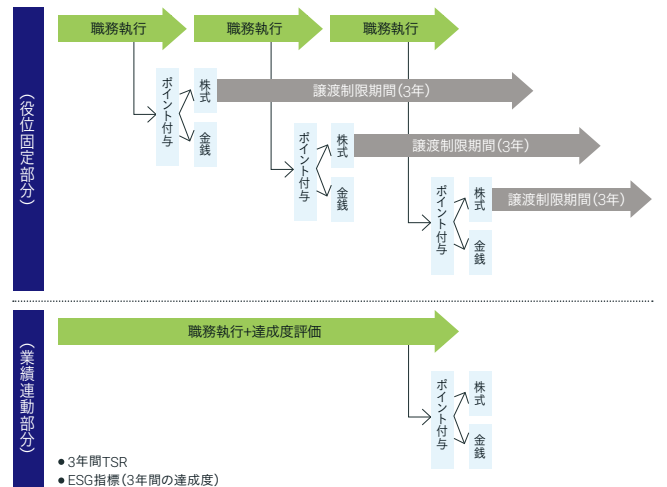 （役位固定部分）
職務執行
職務執行
職務執行
ポイント付与
株式
金銭
譲渡制限期間（3年）
ポイント付与
株式
金銭
譲渡制限期間（3年）
ポイント付与
株式
金銭
譲渡制限期間（3年）
（業績連動部分）
職務執行+達成度評価
ポイント付与
株式
金銭
●3年間TSR
●ESG指標（3年間の達成度）